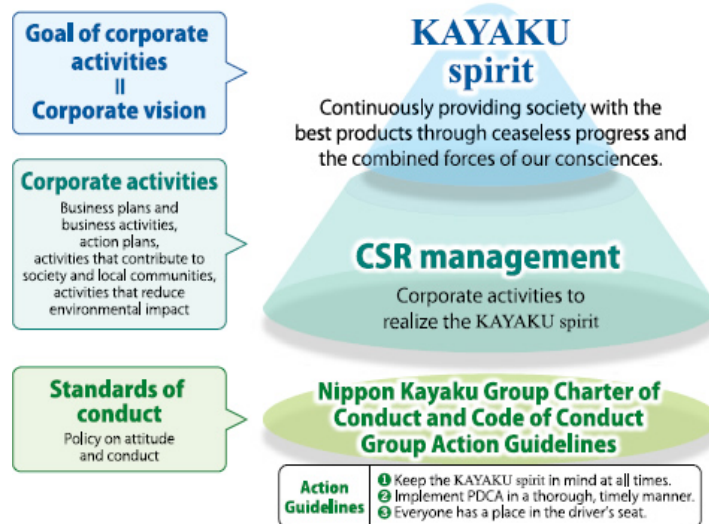 Goal of corporate
activities
=
Corporate vision
KAYAKU
spirit
Continuously providing society with the
best products through ceaseless progress and
the combined forces of our consciences.
Corporate activities
Business plans and
business activities,
action plans,
activities that contribute to
society and local communities,
activities that reduce
environmental impact
CSR management
Corporate activities to
realize the KAYAKU spirit
Standards of
conduct
Policy on attitude
and conduct
Nippon Kayaku Group Charter of
Conduct and Code of Conduct
Group Action Guidelines
Action
Guidelines
❶ Keep the KAYAKU spirit in mind at all times.
❷ Implement PDCA in a thorough, timely manner.
❸ Everyone has a place in the driver's seat.